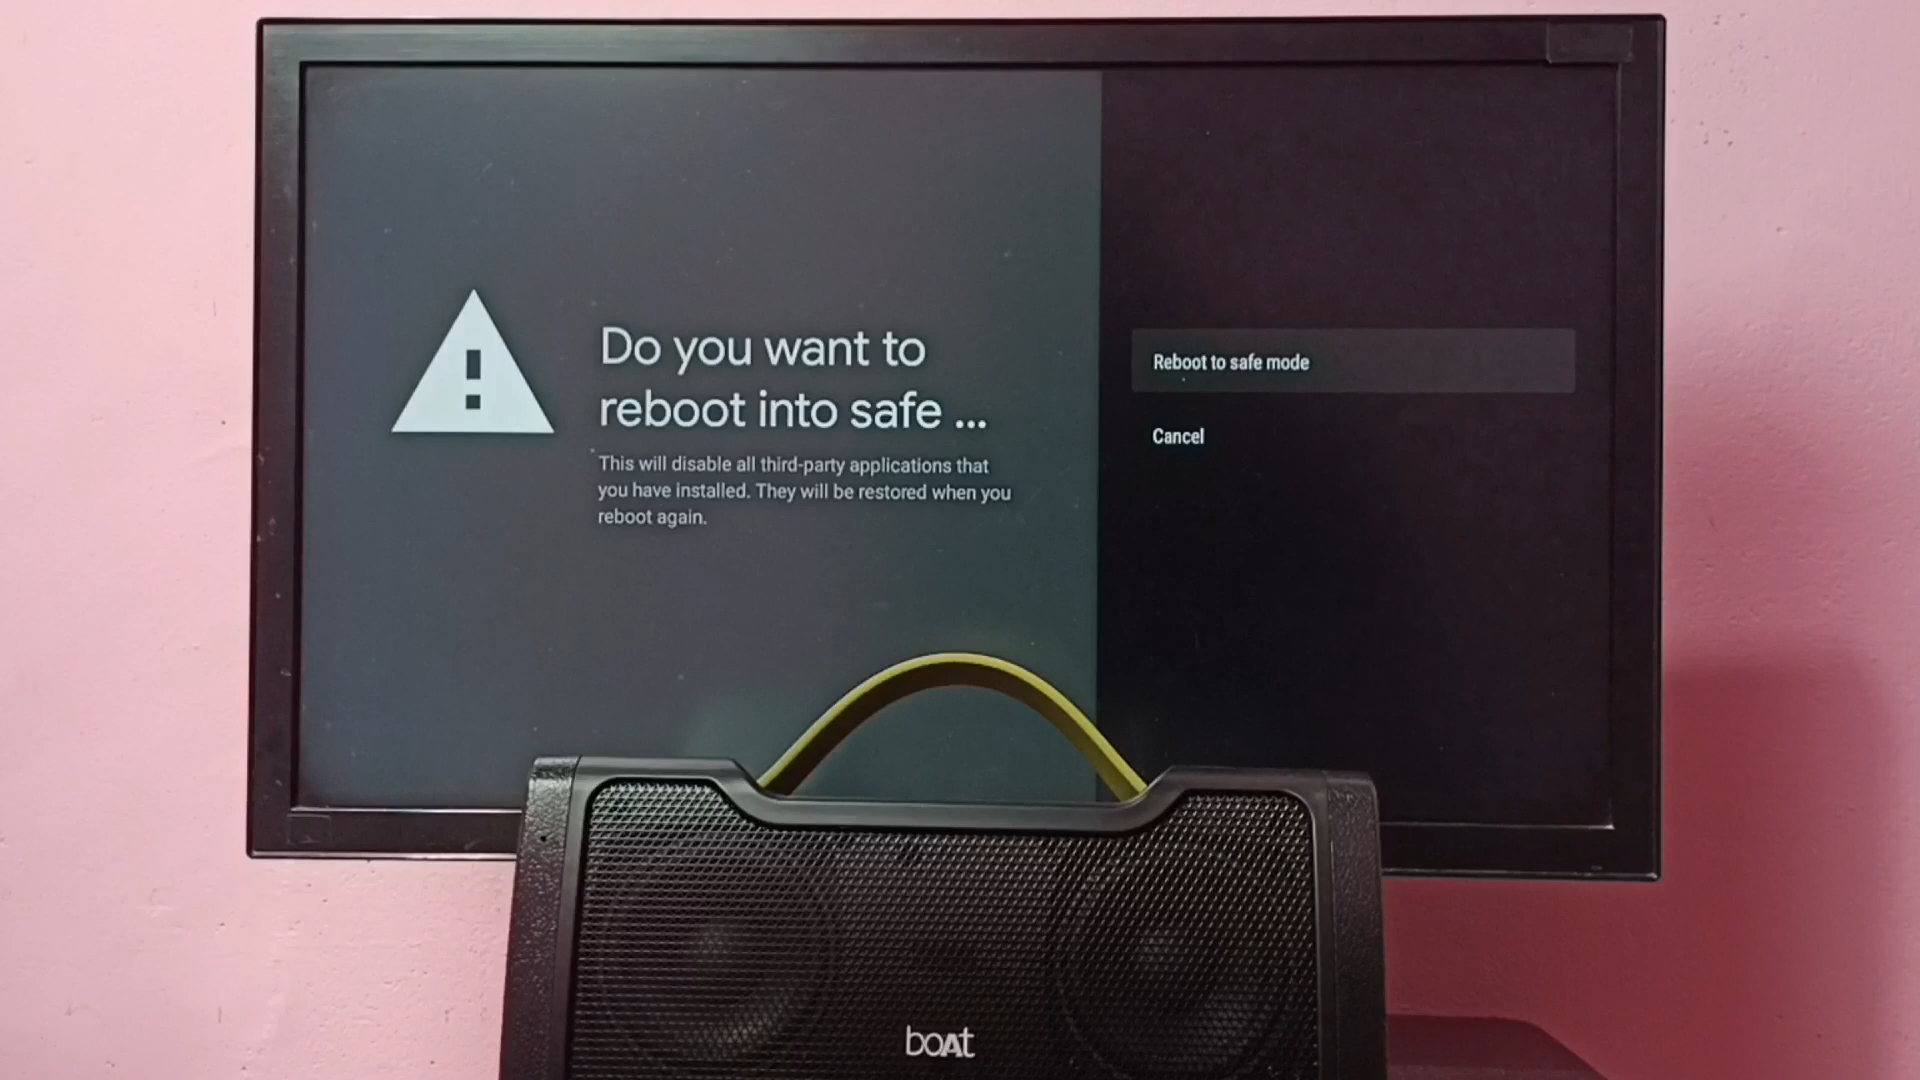 Do you want to
reboot into safe ...
This will disable all third-party applications that
you have installed. They will be restored when you
reboot again.
Reboot to safe mode
Cancel
boAt